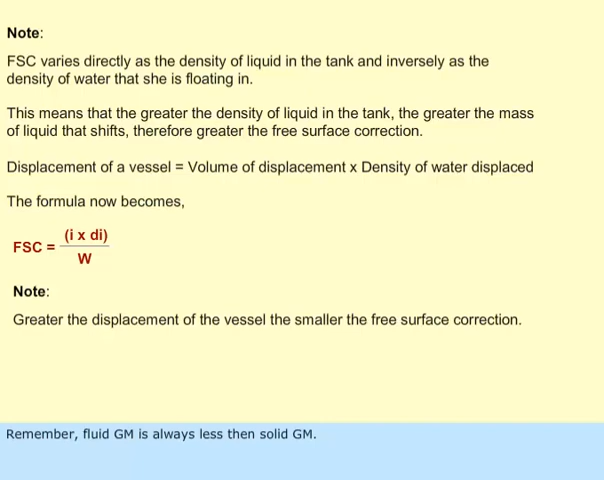 Note:
FSC varies directly as the density of liquid in the tank and inversely as the
density of water that she is floating in.
This means that the greater the density of liquid in the tank, the greater the mass
of liquid that shifts, therefore greater the free surface correction.
Displacement of a vessel = Volume of displacement x Density of water displaced
The formula now becomes,
(i x di)
FSC =
W
Note:
Greater the displacement of the vessel the smaller the free surface correction.
Remember, fluid GM is always less then solid GM.